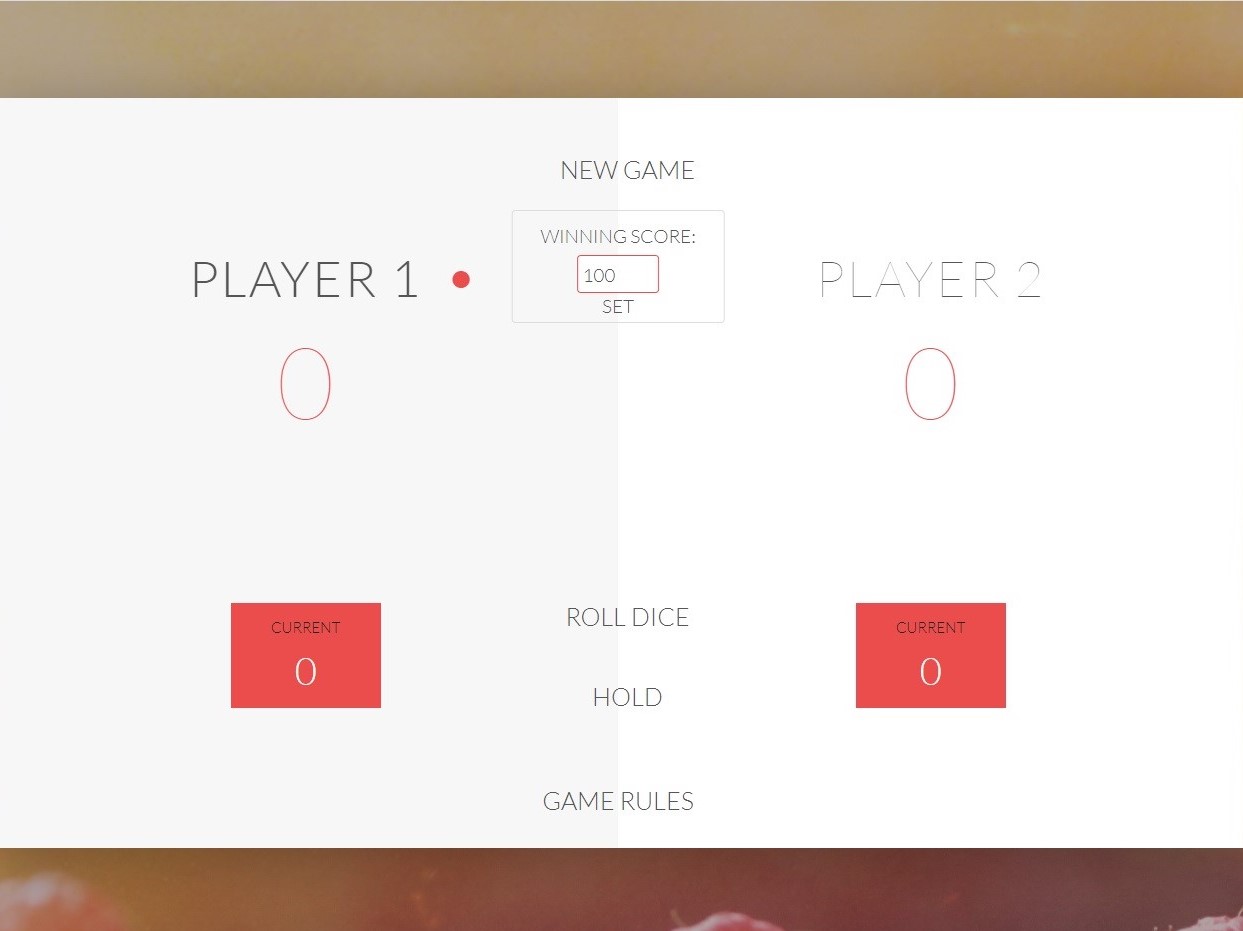 NEW GAME
WINNING SCORE:
100
SET
PLAYER 1
PLAYER 2
0
0
CURRENT
0
CURRENT
0
ROLL DICE
HOLD
GAME RULES